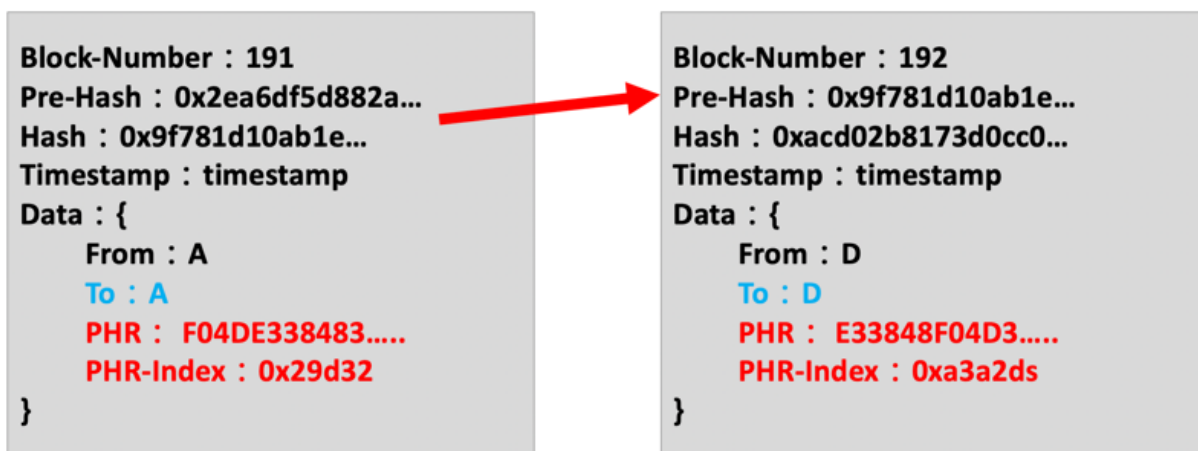 Block-Number：191
Pre-Hash：0x2ea6df5d882a...
Hash：0x9f781d10ab1e...
Timestamp：timestamp
Data：{
From：A
To：A
PHR： F04DE338483.....
PHR-Index：0x29d32
}
Block-Number：192
Pre-Hash：0x9f781d10ab1e...
Hash：0xacd02b8173d0cc0...
Timestamp：timestamp
Data：{
From：D
To：D
PHR： E33848F04D3.....
PHR-Index：0xa3a2ds
}